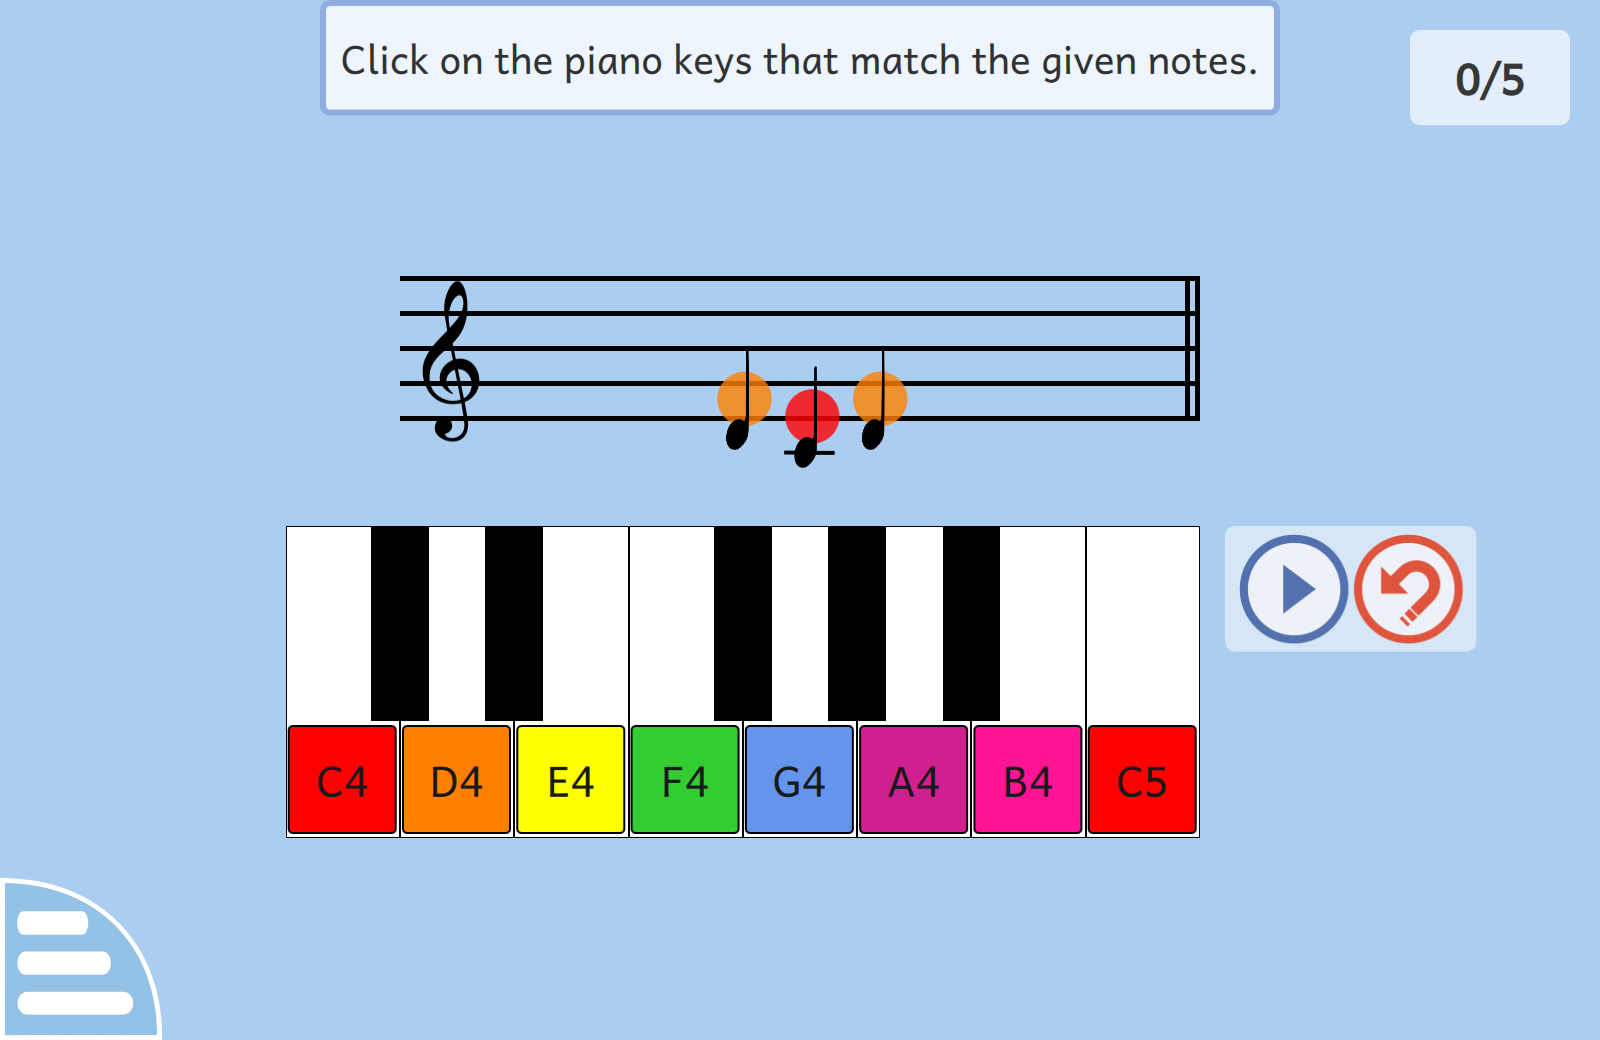 Click on the piano keys that match the given notes.
0/5
C4 D4 E4 F4 G4 A4 B4 C5